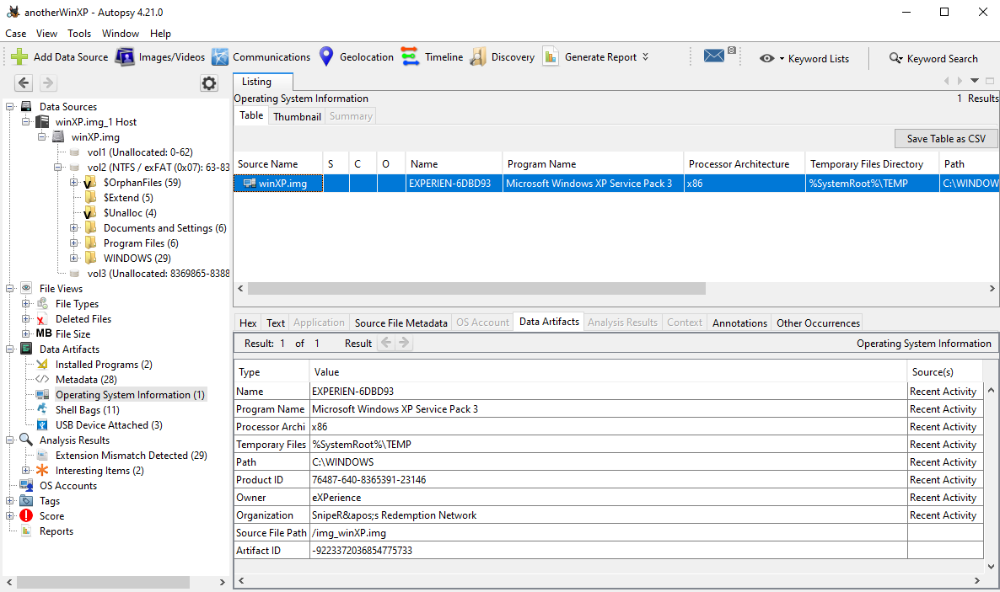 anotherWinXP - Autopsy 4.21.0
Case View Tools Window Help
Add Data Source Images/Videos Communications Geolocation Timeline Discovery Generate Report 8 Keyword Lists Keyword Search
Data Sources
winXP.img_1 Host
winXP.img
vol1 (Unallocated: 0-62)
vol2 (NTFS / exFAT (0x07): 63-83
$OrphanFiles (59)
$Extend (5)
$Unalloc (4)
Documents and Settings (6)
Program Files (6)
WINDOWS (29)
vol3 (Unallocated: 8369865-8388
File Views
File Types
Deleted Files
MB File Size
Data Artifacts
Installed Programs (2)
Metadata (28)
Operating System Information (1)
Shell Bags (11)
USB Device Attached (3)
Analysis Results
Extension Mismatch Detected (29)
Interesting Items (2)
OS Accounts
Tags
Score
Reports
Listing
Operating System Information 1 Results
Table Thumbnail Summary
Save Table as CSV
Source Name S C O Name Program Name Processor Architecture Temporary Files Directory Path
winXP.img EXPERIEN-6DBD93 Microsoft Windows XP Service Pack 3 x86 %SystemRoot%\TEMP C:\WINDOW
Hex Text Application Source File Metadata OS Account Data Artifacts Analysis Results Context Annotations Other Occurrences
Result: 1 of 1 Result Operating System Information
Type Value Source(s)
Name EXPERIEN-6DBD93 Recent Activity
Program Name Microsoft Windows XP Service Pack 3 Recent Activity
Processor Archi x86 Recent Activity
Temporary Files %SystemRoot%\TEMP Recent Activity
Path C:\WINDOWS Recent Activity
Product ID 76487-640-8365391-23146 Recent Activity
Owner eXPerience Recent Activity
Organization SnipeR&apos;s Redemption Network Recent Activity
Source File Path /img_winXP.img
Artifact ID -9223372036854775733